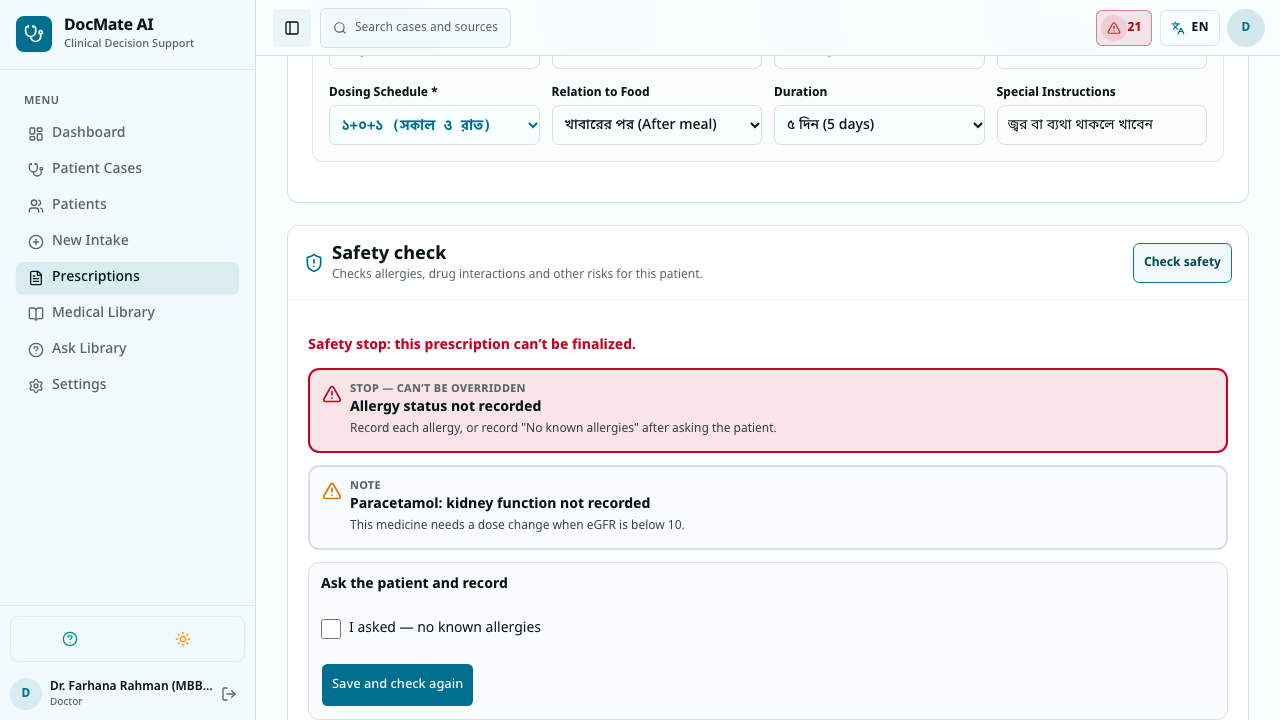 DocMate AI
Clinical Decision Support
Search cases and sources
21
EN
D
MENU
Dashboard
Patient Cases
Patients
New Intake
Prescriptions
Medical Library
Ask Library
Settings
Dosing Schedule *
Relation to Food
Duration
Special Instructions
১+০+১ (সকাল ও রাত)
খাবারের পর (After meal)
৫ দিন (5 days)
জ্বর বা ব্যথা থাকলে খাবেন
Safety check
Checks allergies, drug interactions and other risks for this patient.
Check safety
Safety stop: this prescription can't be finalized.
STOP — CAN'T BE OVERRIDDEN
Allergy status not recorded
Record each allergy, or record "No known allergies" after asking the patient.
NOTE
Paracetamol: kidney function not recorded
This medicine needs a dose change when eGFR is below 10.
Ask the patient and record
I asked — no known allergies
Save and check again
D
Dr. Farhana Rahman (MBB...
Doctor